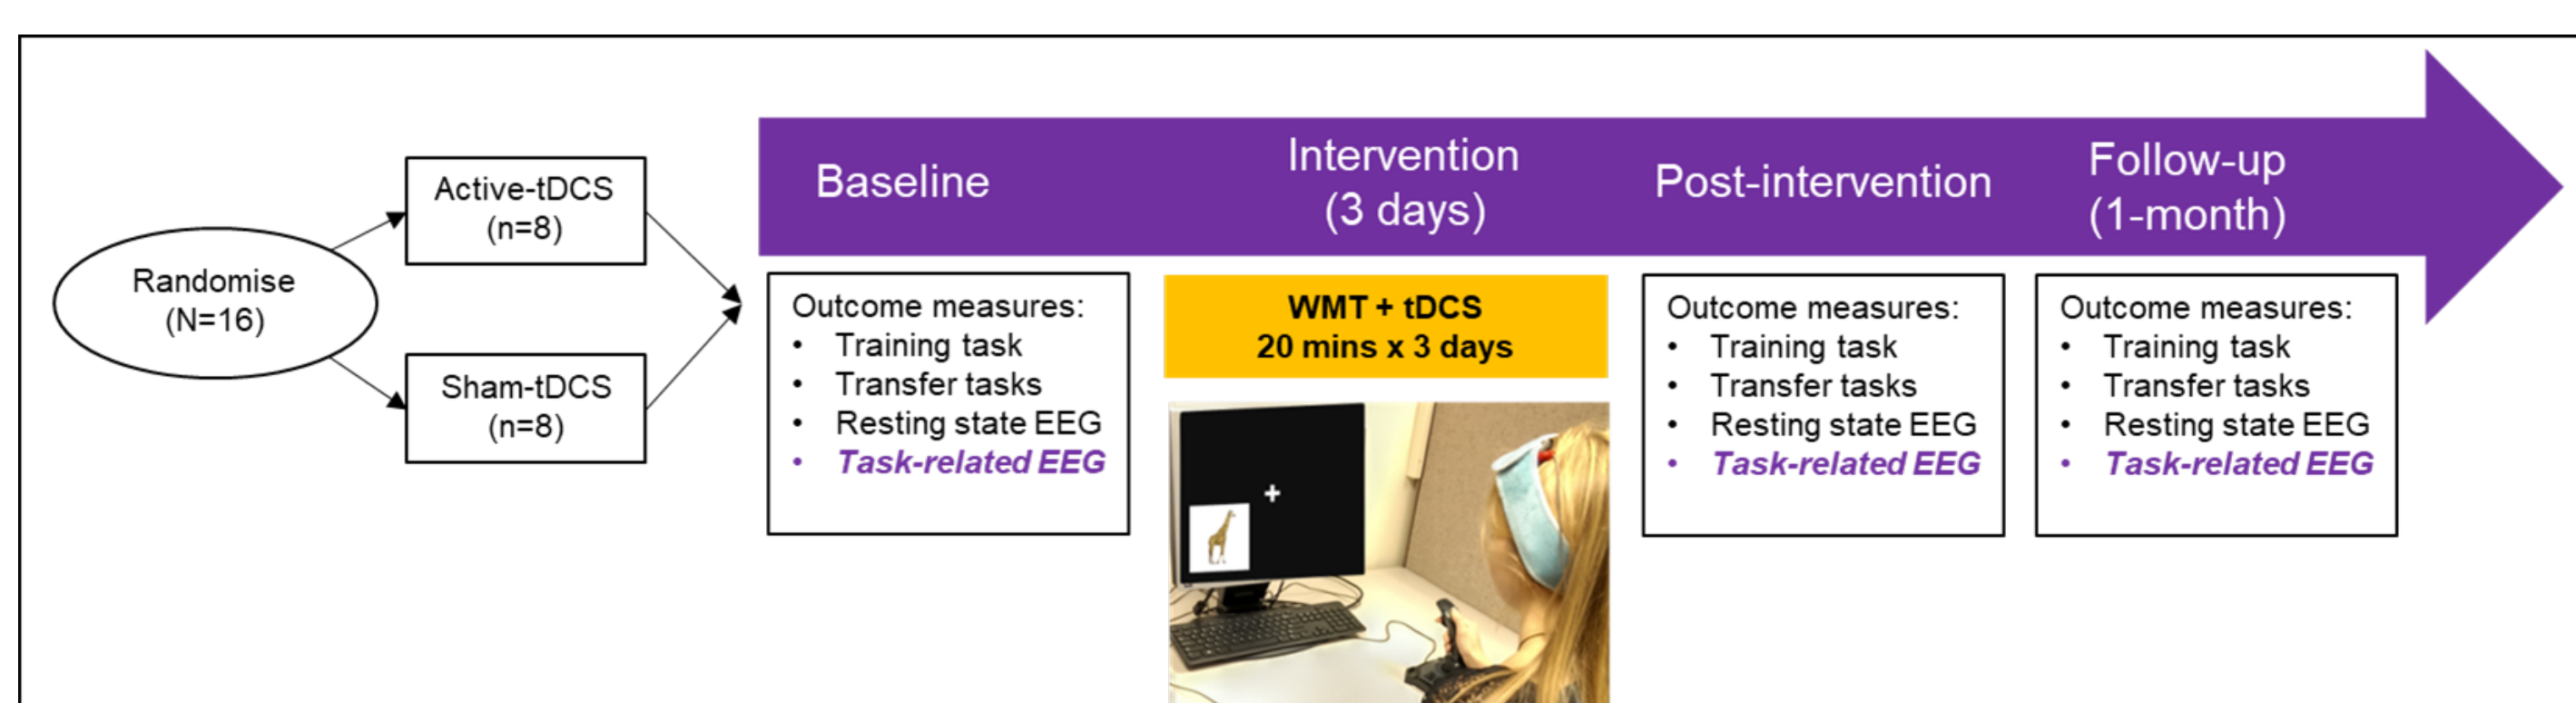 Randomise
(N=16)
Active-tDCS
(n=8)
Sham-tDCS
(n=8)
Baseline
Intervention
(3 days)
Post-intervention
Follow-up
(1-month)
Outcome measures:
• Training task
• Transfer tasks
• Resting state EEG
• Task-related EEG
WMT + tDCS
20 mins x 3 days
Outcome measures:
• Training task
• Transfer tasks
• Resting state EEG
• Task-related EEG
Outcome measures:
• Training task
• Transfer tasks
• Resting state EEG
• Task-related EEG